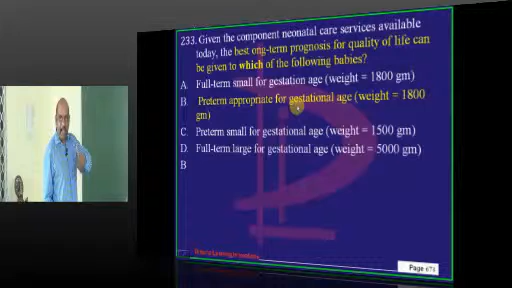 233. Given the component neonatal care services available
today, the best ong-term prognosis for quality of life can
be given to which of the following babies?
A. Full-term small for gestation age (weight = 1800 gm)
B. Preterm appropriate for gestational age (weight = 1800
gm)
C. Preterm small for gestational age (weight = 1500 gm)
D. Full-term large for gestational age (weight = 5000 gm)
B
Page 678